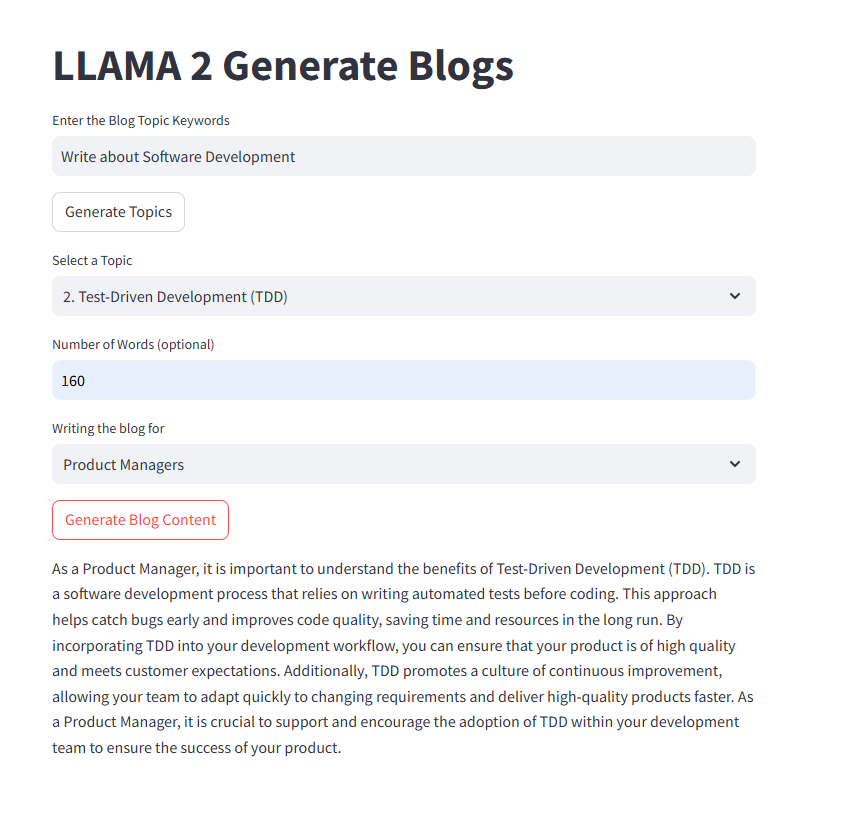 LLAMA 2 Generate Blogs
Enter the Blog Topic Keywords
Write about Software Development
Generate Topics
Select a Topic
2. Test-Driven Development (TDD)
Number of Words (optional)
160
Writing the blog for
Product Managers
Generate Blog Content
As a Product Manager, it is important to understand the benefits of Test-Driven Development (TDD). TDD is
a software development process that relies on writing automated tests before coding. This approach
helps catch bugs early and improves code quality, saving time and resources in the long run. By
incorporating TDD into your development workflow, you can ensure that your product is of high quality
and meets customer expectations. Additionally, TDD promotes a culture of continuous improvement,
allowing your team to adapt quickly to changing requirements and deliver high-quality products faster. As
a Product Manager, it is crucial to support and encourage the adoption of TDD within your development
team to ensure the success of your product.